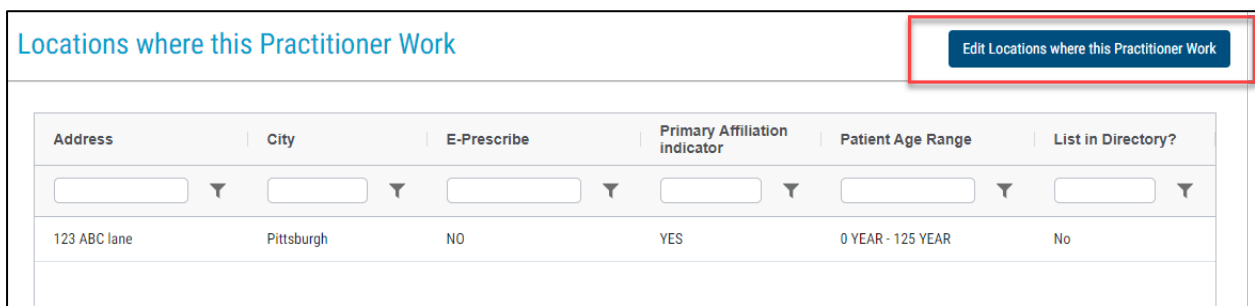 Locations where this Practitioner Work
Edit Locations where this Practitioner Work
Address City E-Prescribe Primary Affiliation indicator Patient Age Range List in Directory?
123 ABC lane Pittsburgh NO YES 0 YEAR - 125 YEAR No